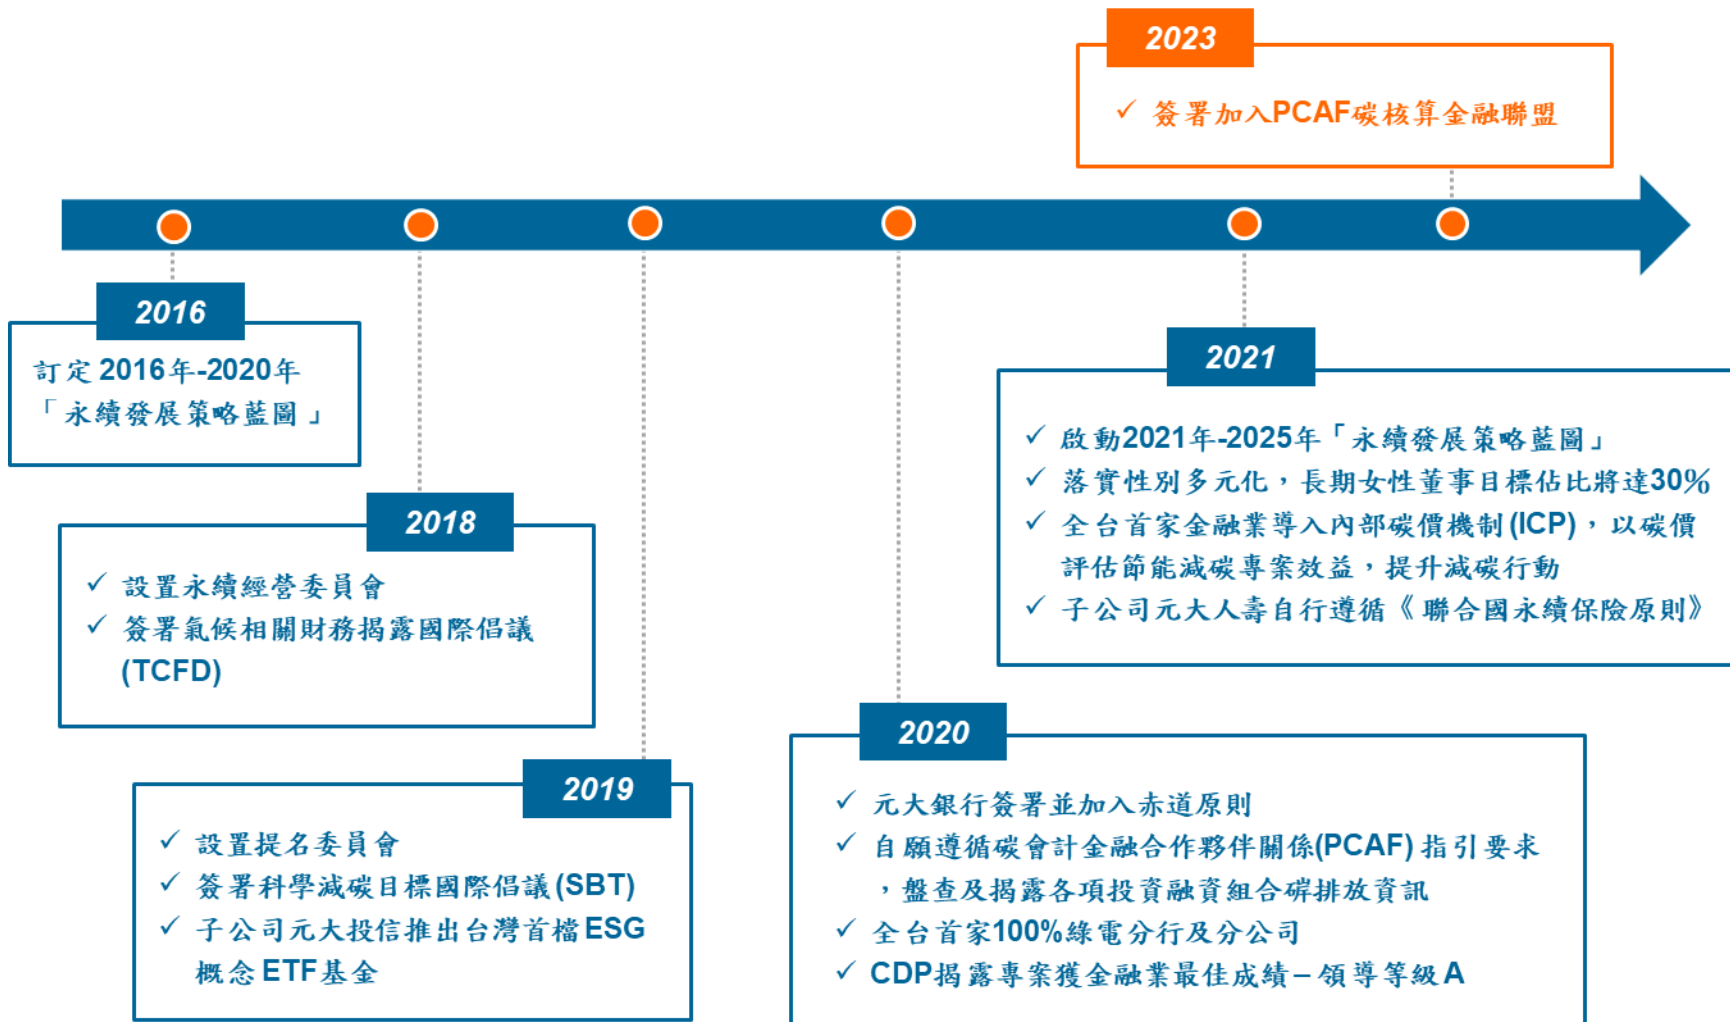 2023
✓ 簽署加入PCAF碳核算金融聯盟
2016
訂定 2016年-2020年
「永續發展策略藍圖」
2018
✓ 設置永續經營委員會
✓ 簽署氣候相關財務揭露國際倡議
(TCFD)
2019
✓ 設置提名委員會
✓ 簽署科學減碳目標國際倡議(SBT)
✓ 子公司元大投信推出台灣首檔ESG
概念ETF基金
2020
✓ 元大銀行簽署並加入赤道原則
✓ 自願遵循碳會計金融合作夥伴關係(PCAF) 指引要求
，盤查及揭露各項投資融資組合碳排放資訊
✓ 全台首家100%綠電分行及分公司
✓ CDP揭露專案獲金融業最佳成績–領導等級A
2021
✓ 啟動2021年-2025年「永續發展策略藍圖」
✓ 落實性別多元化，長期女性董事目標佔比將達30%
✓ 全台首家金融業導入內部碳價機制(ICP)，以碳價
評估節能減碳專案效益，提升減碳行動
✓ 子公司元大人壽自行遵循《聯合國永續保險原則》